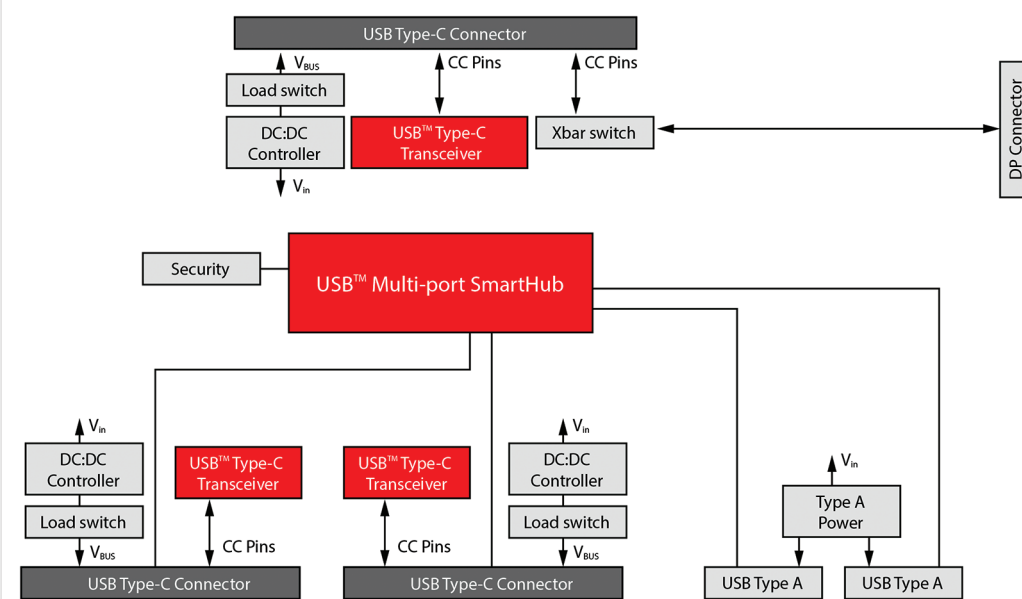 USB Type-C Connector
VBUS
CC Pins
CC Pins
Load switch
DC:DC
Controller
USB™ Type-C
Transceiver
Xbar switch
DP Connector
Vin
Security
USB™ Multi-port SmartHub
Vin
DC:DC
Controller
Load switch
VBUS
USB™ Type-C
Transceiver
CC Pins
USB Type-C Connector
USB™ Type-C
Transceiver
CC Pins
Vin
DC:DC
Controller
Load switch
VBUS
USB Type-C Connector
Vin
Type A
Power
USB Type A
USB Type A